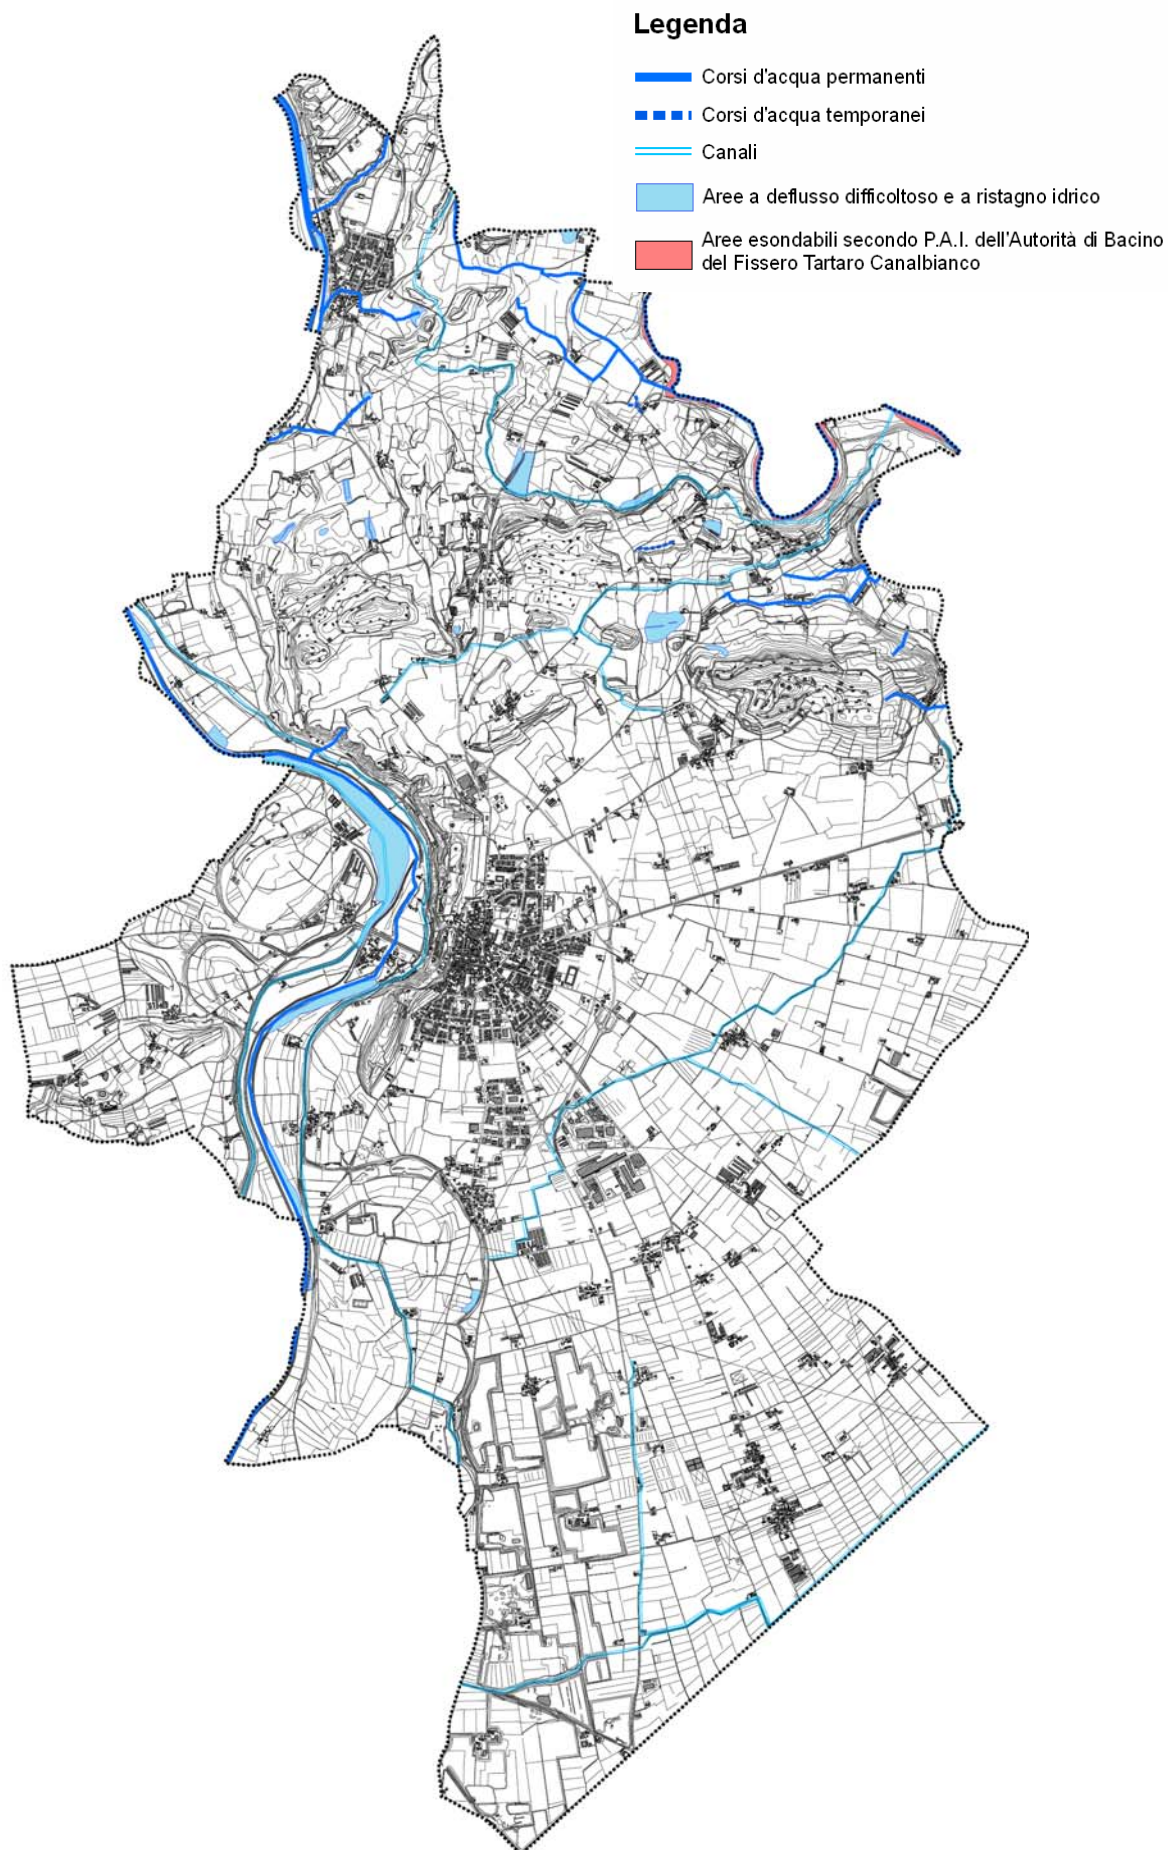 Legenda
Corsi d'acqua permanenti
Corsi d'acqua temporanei
Canali
Aree a deflusso difficoltoso e a ristagno idrico
Aree esondabili secondo P.A.I. dell'Autorità di Bacino
del Fissero Tartaro Canalbianco